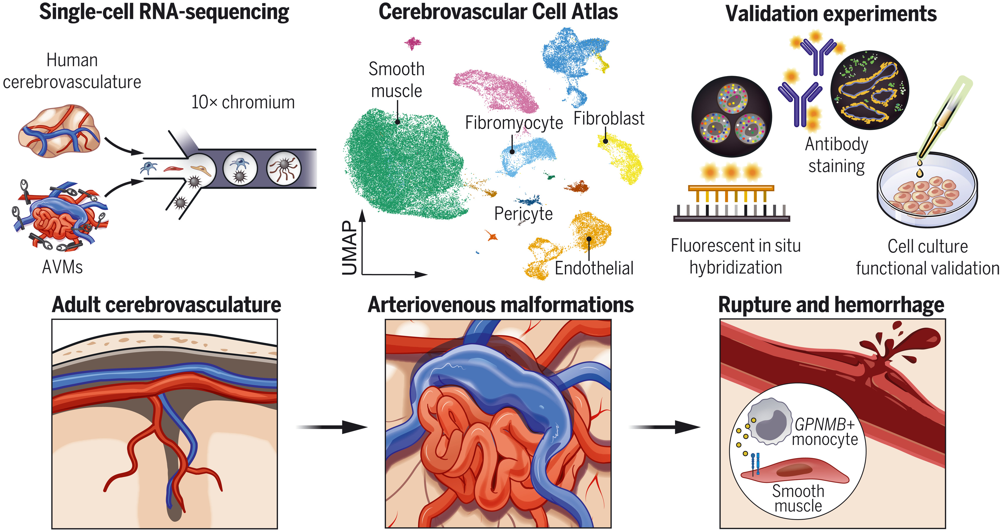 Single-cell RNA-sequencing
Human
cerebrovasculature
10× chromium
AVMs
Cerebrovascular Cell Atlas
Smooth
muscle
Fibromyocyte
Fibroblast
Pericyte
Endothelial
UMAP
Validation experiments
Antibody
staining
Fluorescent in situ
hybridization
Cell culture
functional validation
Adult cerebrovasculature
Arteriovenous malformations
Rupture and hemorrhage
GPNMB+
monocyte
Smooth
muscle